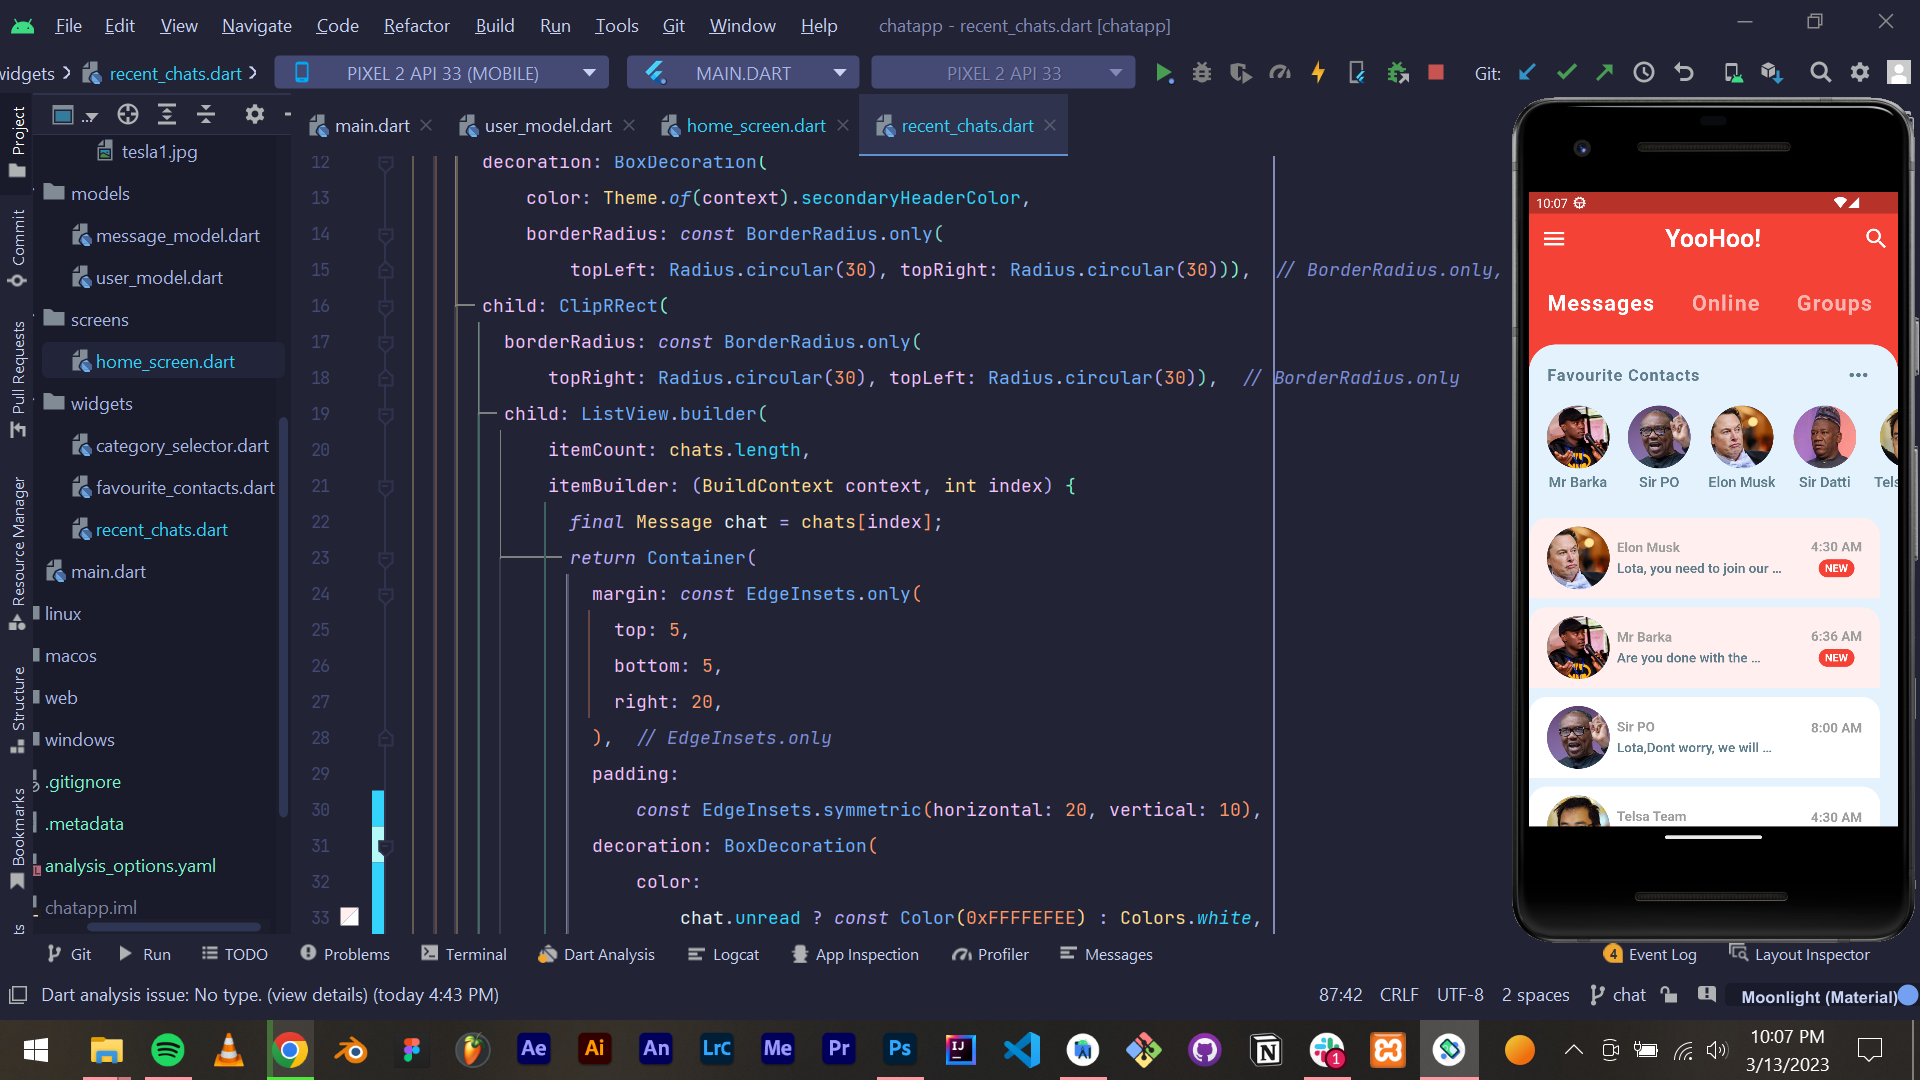 File Edit View Navigate Code Refactor Build Run Tools Git Window Help chatapp - recent_chats.dart [chatapp]
widgets recent_chats.dart PIXEL 2 API 33 (MOBILE) MAIN.DART PIXEL 2 API 33 Git:
main.dart user_model.dart home_screen.dart recent_chats.dart
Project
Commit
Pull Requests
Resource Manager
Structure
Bookmarks
tesla1.jpg
models
message_model.dart
user_model.dart
screens
home_screen.dart
widgets
category_selector.dart
favourite_contacts.dart
recent_chats.dart
main.dart
linux
macos
web
windows
.gitignore
.metadata
analysis_options.yaml
chatapp.iml
12 decoration: BoxDecoration(
13 color: Theme.of(context).secondaryHeaderColor,
14 borderRadius: const BorderRadius.only(
15 topLeft: Radius.circular(30), topRight: Radius.circular(30))), // BorderRadius.only,
16 child: ClipRRect(
17 borderRadius: const BorderRadius.only(
18 topRight: Radius.circular(30), topLeft: Radius.circular(30)), // BorderRadius.only
19 child: ListView.builder(
20 itemCount: chats.length,
21 itemBuilder: (BuildContext context, int index) {
22 final Message chat = chats[index];
23 return Container(
24 margin: const EdgeInsets.only(
25 top: 5,
26 bottom: 5,
27 right: 20,
28 ), // EdgeInsets.only
29 padding:
30 const EdgeInsets.symmetric(horizontal: 20, vertical: 10),
31 decoration: BoxDecoration(
32 color:
33 chat.unread ? const Color(0xFFFFEFEE) : Colors.white,
10:07
YooHoo!
Messages Online Groups
Favourite Contacts
Mr Barka Sir PO Elon Musk Sir Datti Tels
Elon Musk 4:30 AM
Lota, you need to join our ... NEW
Mr Barka 6:36 AM
Are you done with the ... NEW
Sir PO 8:00 AM
Lota,Dont worry, we will ...
Telsa Team 4:30 AM
Git Run TODO Problems Terminal Dart Analysis Logcat App Inspection Profiler Messages 4 Event Log Layout Inspector
Dart analysis issue: No type. (view details) (today 4:43 PM) 87:42 CRLF UTF-8 2 spaces chat Moonlight (Material)
Ae Ai An LrC Me Pr Ps IJ N 1
10:07 PM
3/13/2023